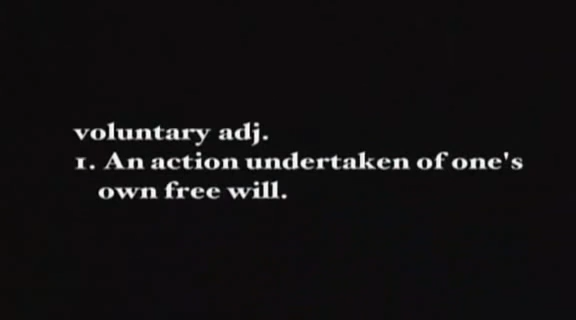 voluntary adj.
1. An action undertaken of one's
own free will.